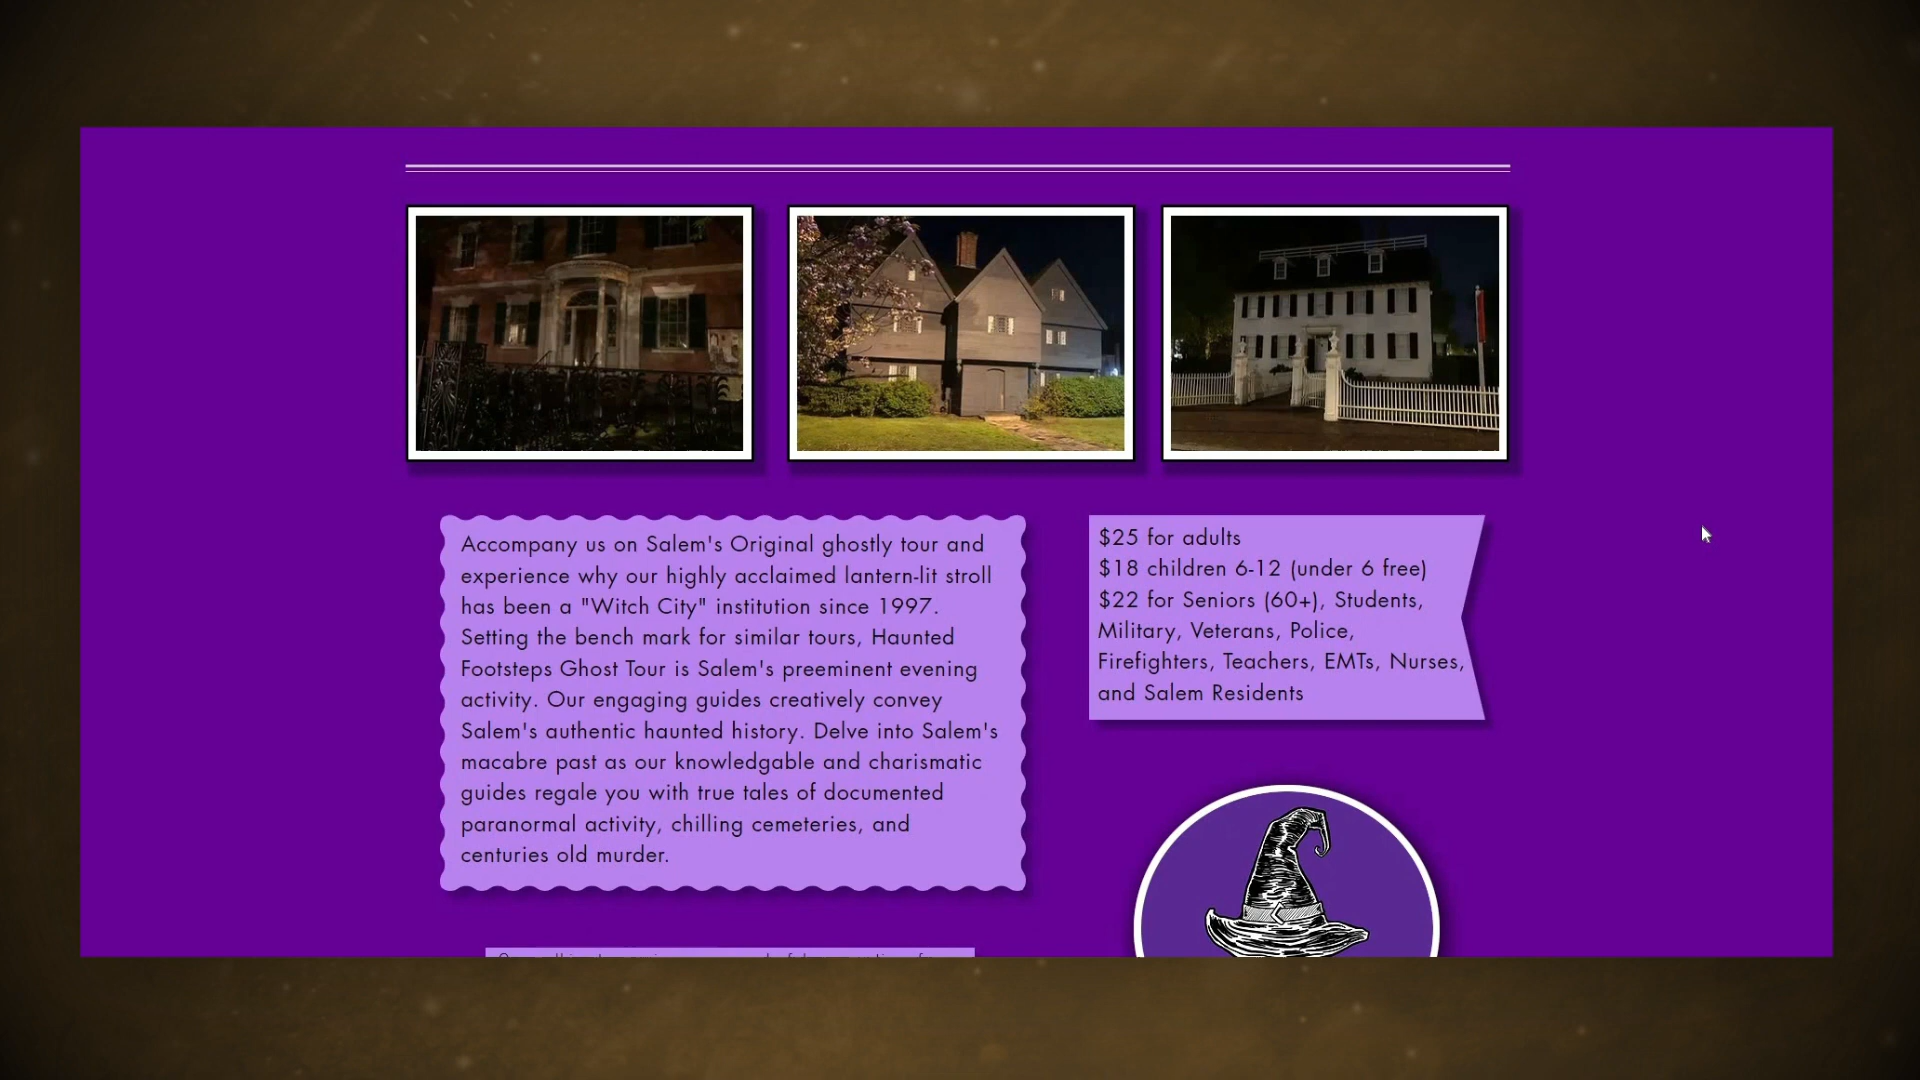 Accompany us on Salem's Original ghostly tour and
experience why our highly acclaimed lantern-lit stroll
has been a "Witch City" institution since 1997.
Setting the bench mark for similar tours, Haunted
Footsteps Ghost Tour is Salem's preeminent evening
activity. Our engaging guides creatively convey
Salem's authentic haunted history. Delve into Salem's
macabre past as our knowledgable and charismatic
guides regale you with true tales of documented
paranormal activity, chilling cemeteries, and
centuries old murder.
$25 for adults
$18 children 6-12 (under 6 free)
$22 for Seniors (60+), Students,
Military, Veterans, Police,
Firefighters, Teachers, EMTs, Nurses,
and Salem Residents